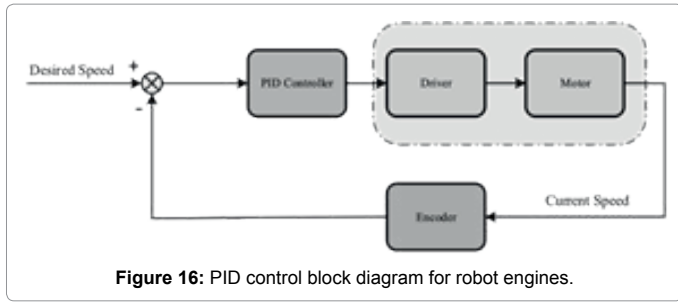 Desired Speed
+
-
PID Controller
Driver
Motor
Encoder
Current Speed
Figure 16: PID control block diagram for robot engines.